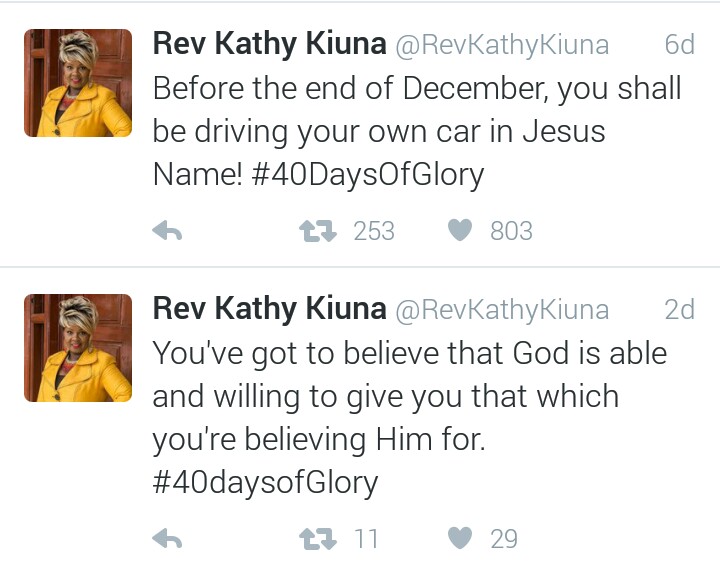 Rev Kathy Kiuna @RevKathyKiuna 6d
Before the end of December, you shall
be driving your own car in Jesus
Name! #40DaysOfGlory
253 803
Rev Kathy Kiuna @RevKathyKiuna 2d
You've got to believe that God is able
and willing to give you that which
you're believing Him for.
#40daysofGlory
11 29